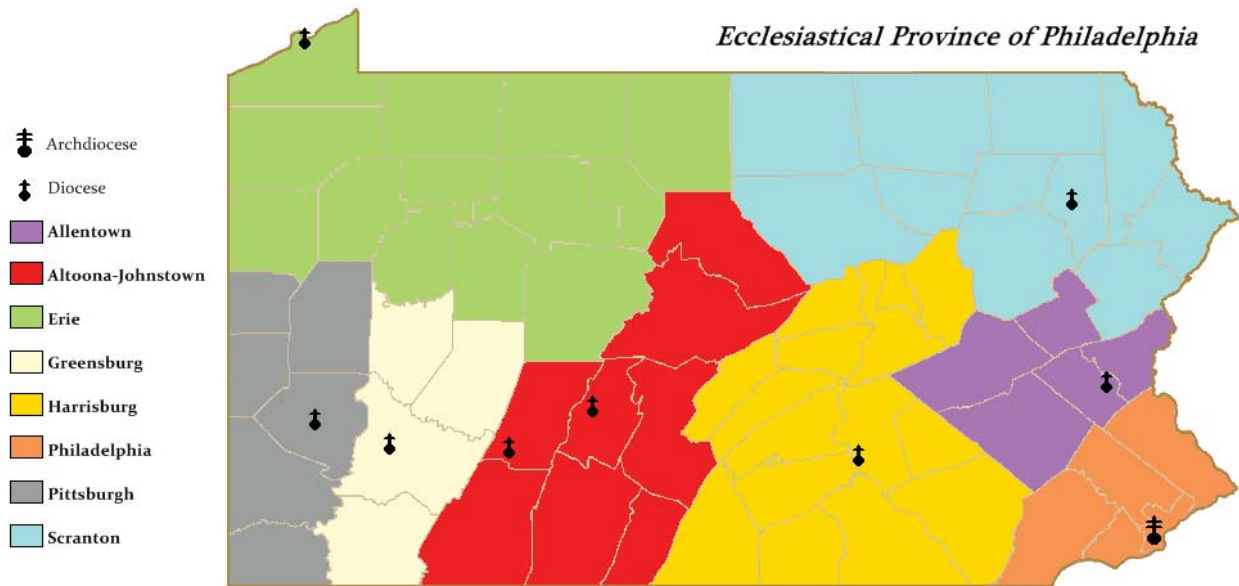 Ecclesiastical Province of Philadelphia
Archdiocese
Diocese
Allentown
Altoona-Johnstown
Erie
Greensburg
Harrisburg
Philadelphia
Pittsburgh
Scranton